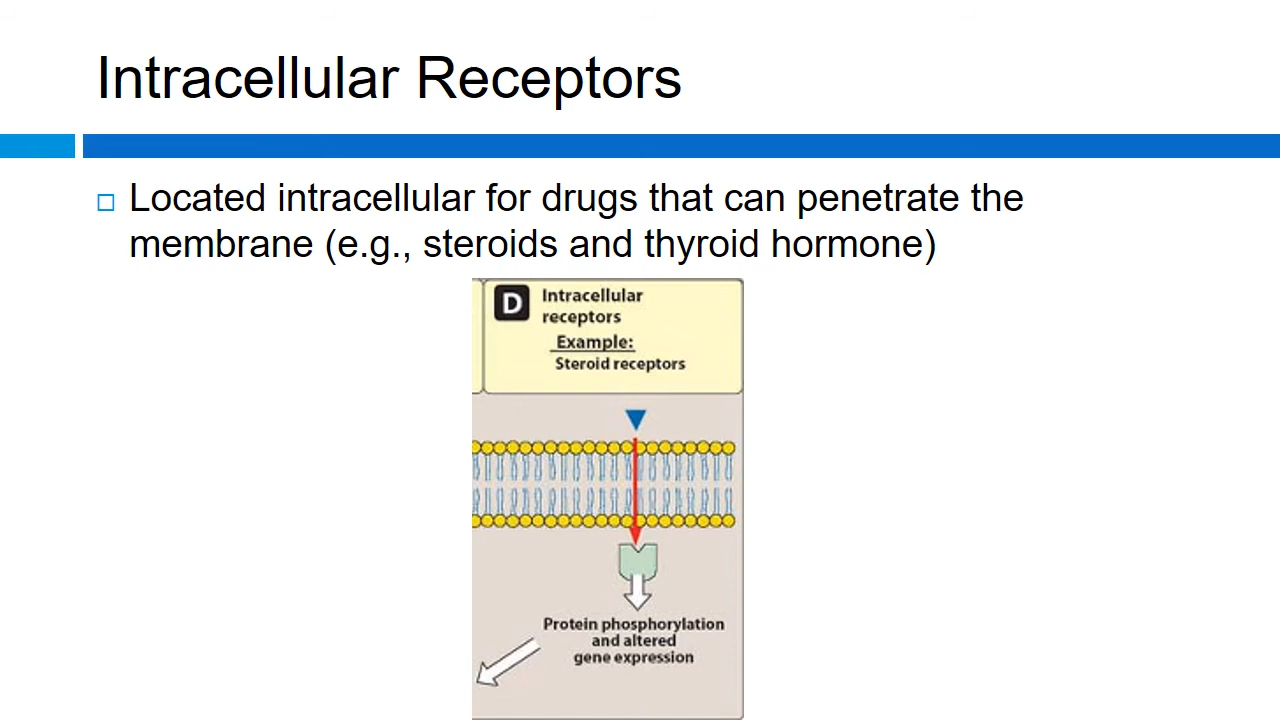 Intracellular Receptors
Located intracellular for drugs that can penetrate the
membrane (e.g., steroids and thyroid hormone)
D
Intracellular
receptors
Example:
Steroid receptors
Protein phosphorylation
and altered
gene expression